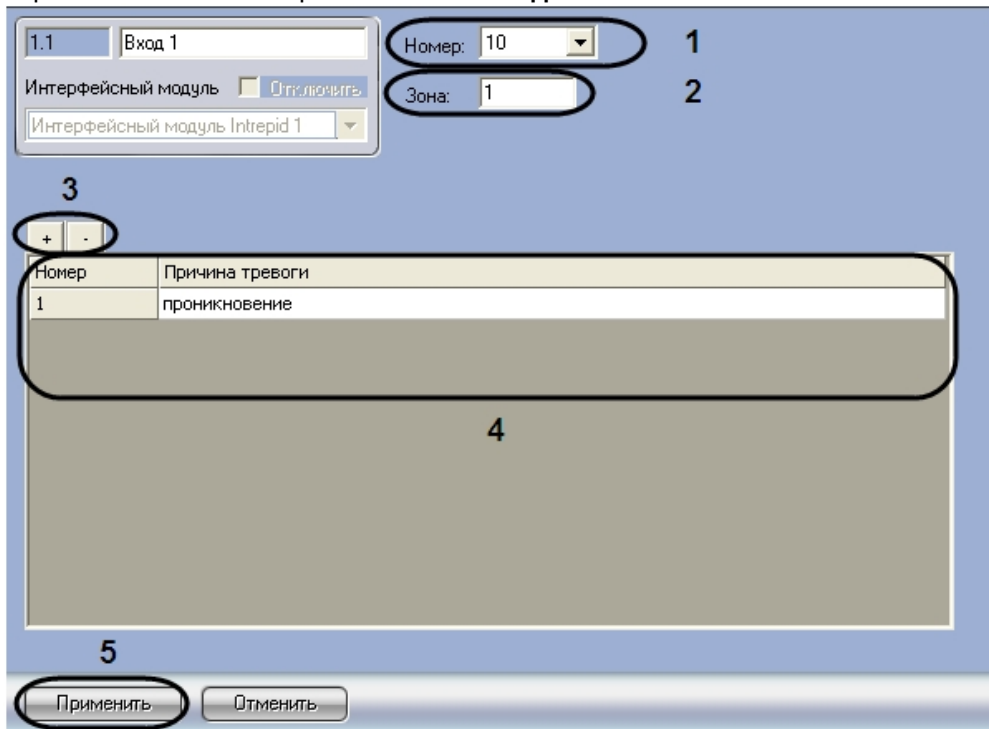 1.1 Вход 1
Номер: 10 1
Интерфейсный модуль Отключить
Зона: 1 2
Интерфейсный модуль Intrepid 1
3
+ -
Номер Причина тревоги
1 проникновение
4
5
Применить Отменить